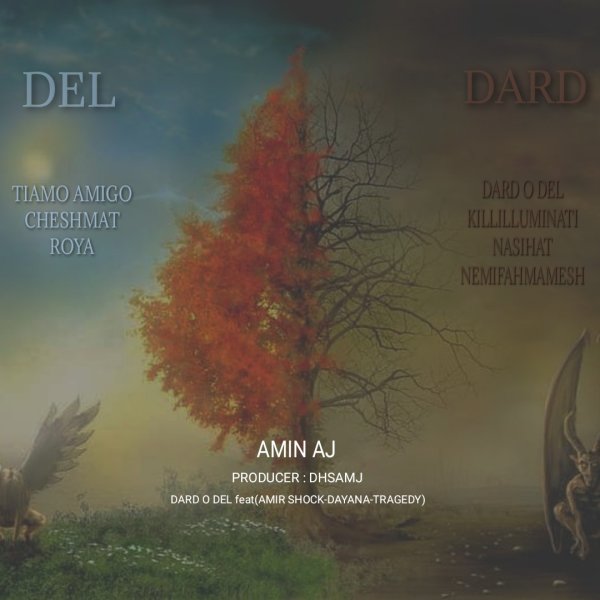 DEL
TIAMO AMIGO
CHESHMAT
ROYA
DARD
DARD O DEL
KILLILLUMINATI
NASIHAT
NEMIFAHMAMESH
AMIN AJ
PRODUCER : DHSAMJ
DARD O DEL feat(AMIR SHOCK-DAYANA-TRAGEDY)